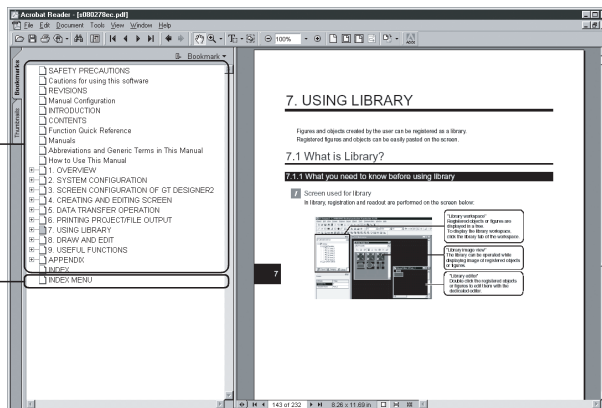 Acrobat Reader - [sh080278ec.pdf]
File Edit Document Tools View Window Help
100%
Bookmark
Bookmarks
Thumbnails
SAFETY PRECAUTIONS
Cautions for using this software
REVISIONS
Manual Configuration
INTRODUCTION
CONTENTS
Function Quick Reference
Manuals
Abbreviations and Generic Terms in This Manual
How to Use This Manual
1. OVERVIEW
2. SYSTEM CONFIGURATION
3. SCREEN CONFIGURATION OF GT DESIGNER2
4. CREATING AND EDITING SCREEN
5. DATA TRANSFER OPERATION
6. PRINTING PROJECT/FILE OUTPUT
7. USING LIBRARY
8. DRAW AND EDIT
9. USEFUL FUNCTIONS
APPENDIX
INDEX
INDEX MENU
7. USING LIBRARY
Figures and objects created by the user can be registered as a library.
Registered figures and objects can be easily pasted on the screen.
7.1 What is Library?
7.1.1 What you need to know before using library
1 Screen used for library
In library, registration and readout are performed on the screen below:
"Library workspace"
Registered objects or figures are
displayed in a tree.
To display the library workspace,
click the library tab of the workspace.
"Library image view"
The library can be operated while
displaying image of registered objects
or figures.
"Library editor"
Double click the registered objects
or figures to edit them with the
dedicated editor.
7
143 of 232
8.26 x 11.69 in